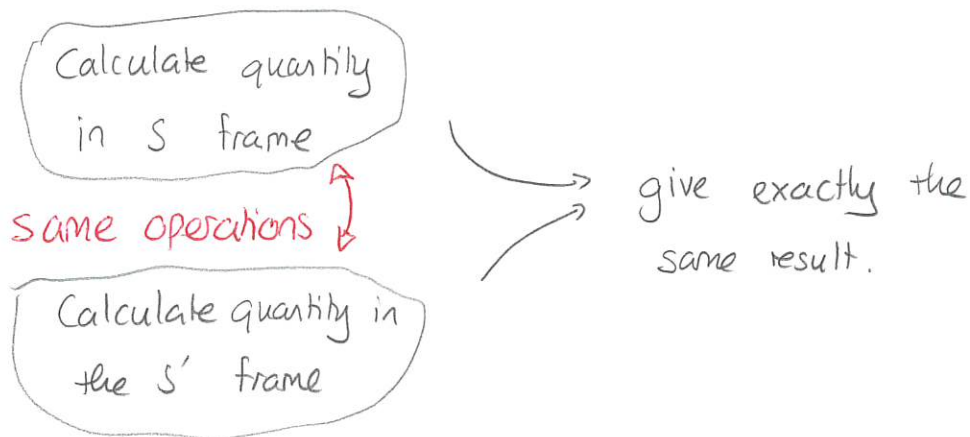 Calculate quantity
in S frame
same operations
Calculate quantity in
the S' frame
give exactly the
same result.